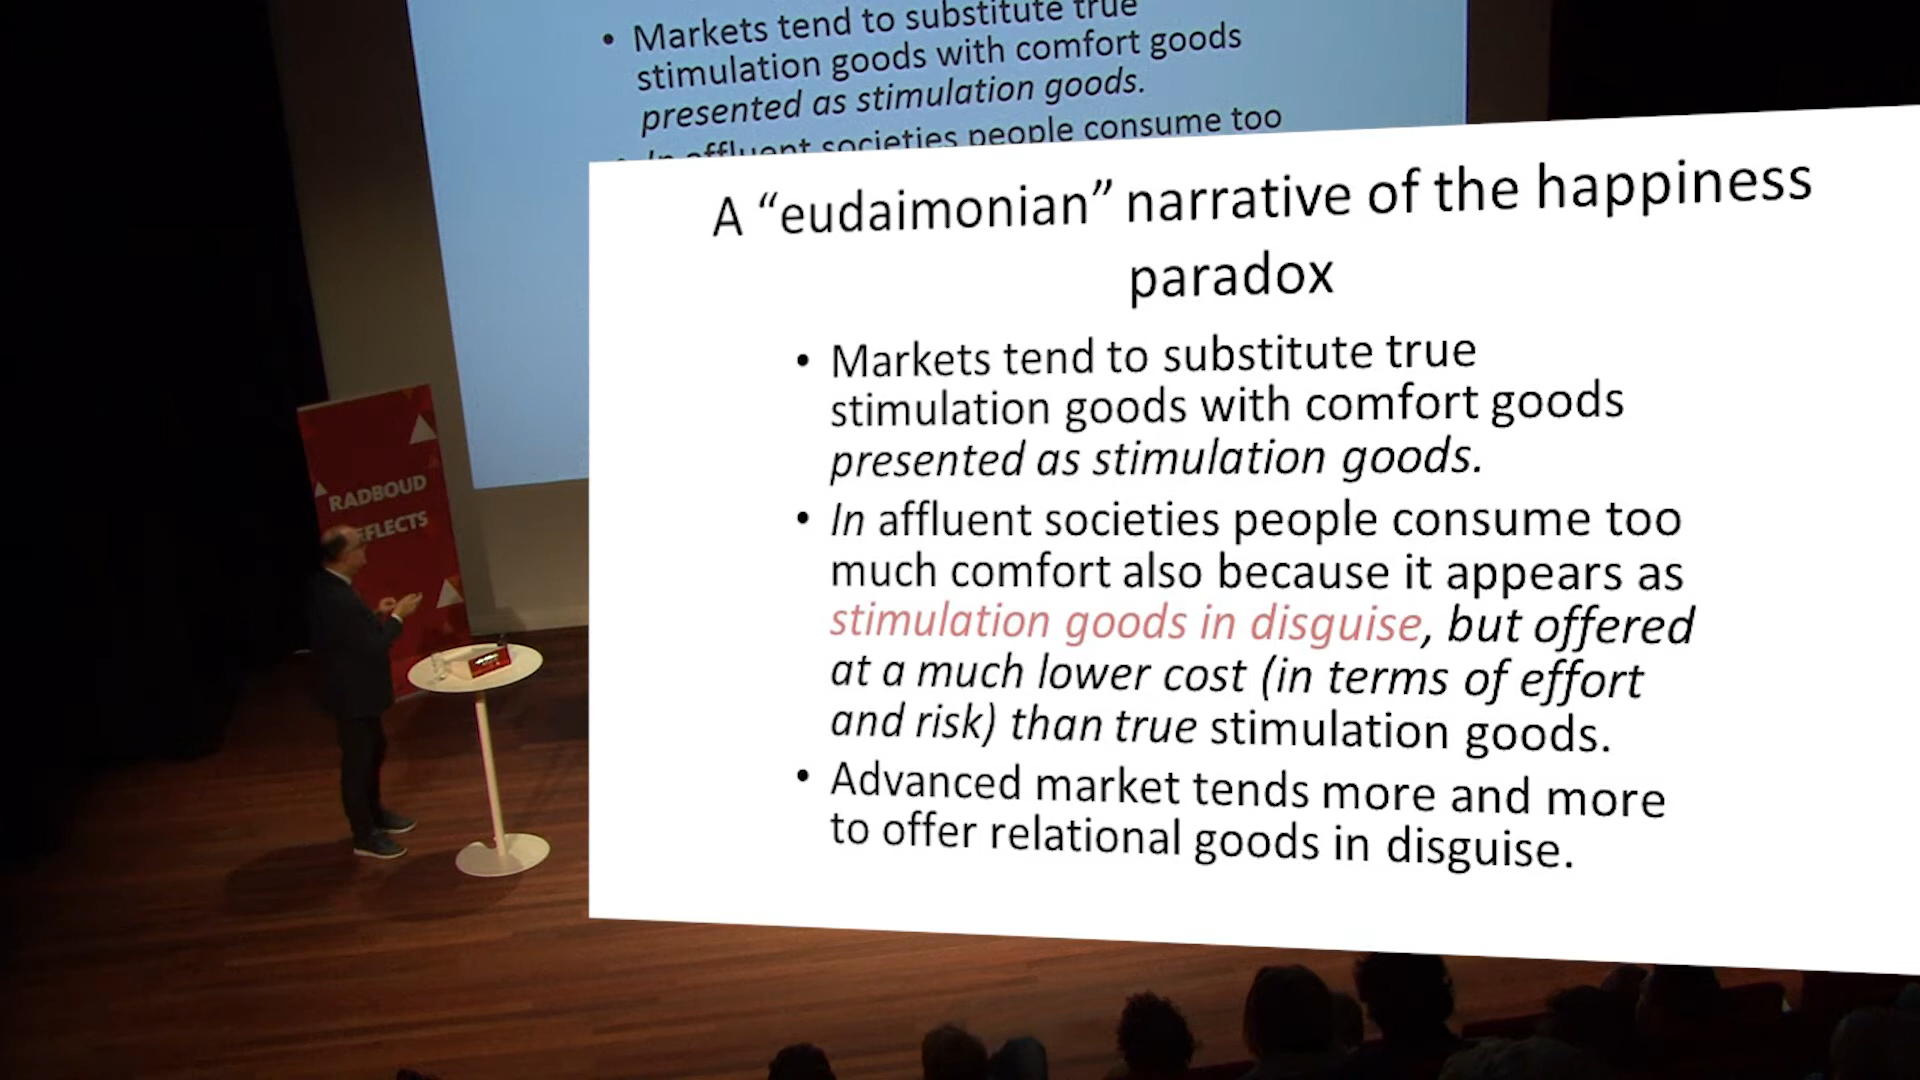 • Markets tend to substitute true
stimulation goods with comfort goods
presented as stimulation goods.
In affluent societies people consume too
A “eudaimonian” narrative of the happiness
paradox
• Markets tend to substitute true
stimulation goods with comfort goods
presented as stimulation goods.
• In affluent societies people consume too
much comfort also because it appears as
stimulation goods in disguise, but offered
at a much lower cost (in terms of effort
and risk) than true stimulation goods.
• Advanced market tends more and more
to offer relational goods in disguise.
RADBOUD